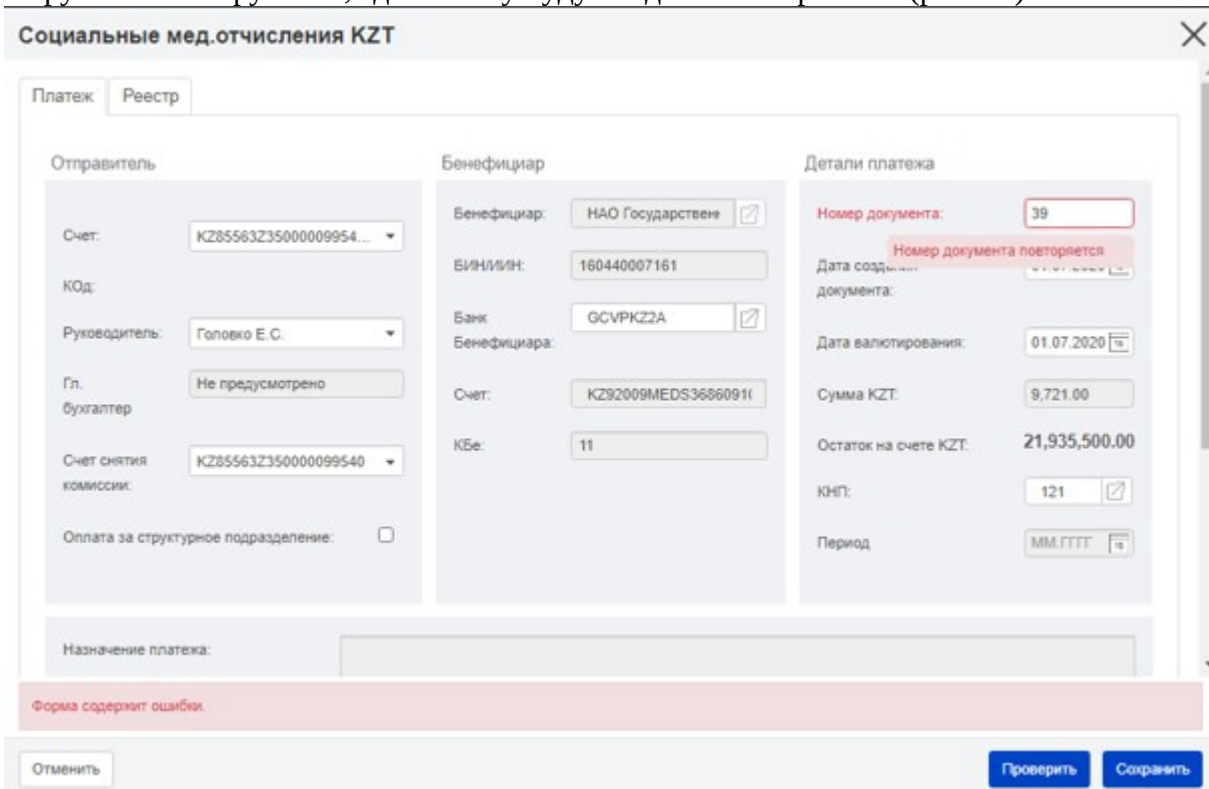 Социальные мед.отчисления KZT
Платеж Реестр
Отправитель
Счет: KZ85563Z35000009954...
КОд:
Руководитель: Головко Е.С.
Гл. бухгалтер Не предусмотрено
Счет снятия комиссии: KZ85563Z350000099540
Оплата за структурное подразделение:
Бенефициар
Бенефициар: НАО Государствен
БИН/ИИН: 160440007161
Банк Бенефициара: GCVPKZ2A
Счет: KZ92009MEDS3686091(
КБе: 11
Детали платежа
Номер документа: 39
Номер документа повторяется
Дата документа:
Дата валютирования: 01.07.2020
Сумма KZT: 9,721.00
Остаток на счете KZT: 21,935,500.00
КНП: 121
Период ММ.ГГГГ
Назначение платежа:
Форма содержит ошибки.
Отменить Проверить Сохранить